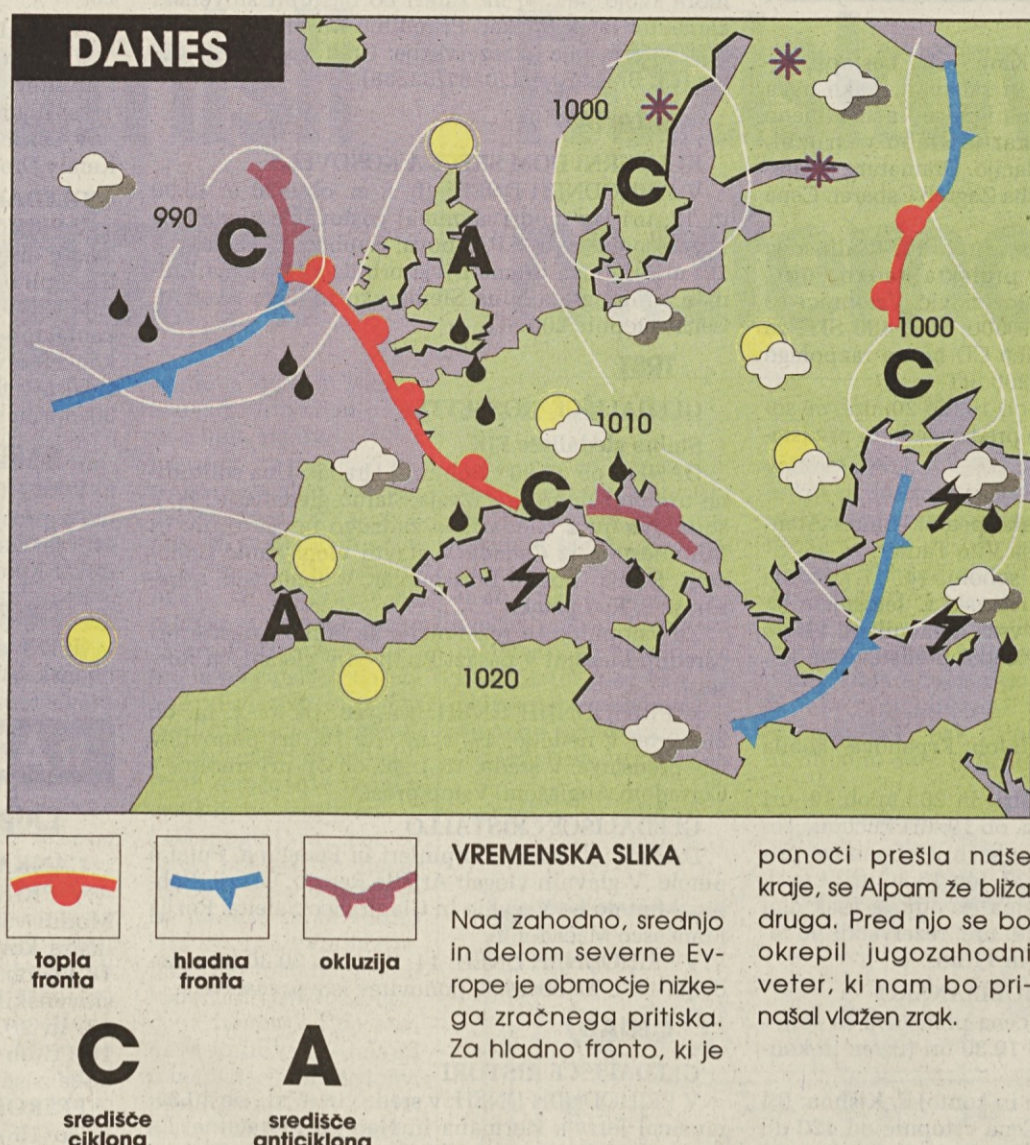 DANES
1000
990
C
C
A
1000
C
1010
C
A
1020
topla
fronta
hladna
fronta
okluzija
C
središče
ciklona
A
središče
anticiklona
VREMENSKA SLIKA
Nad zahodno, srednjo
in delom severne Ev-
rope je območje nizke-
ga zračnega pritiska.
Za hladno fronto, ki je
ponoči prešla naše
kraje, se Alpam že bliža
druga. Pred njo se bo
okrepil jugozahodni
veter, ki nam bo pri-
našal vlažen zrak.